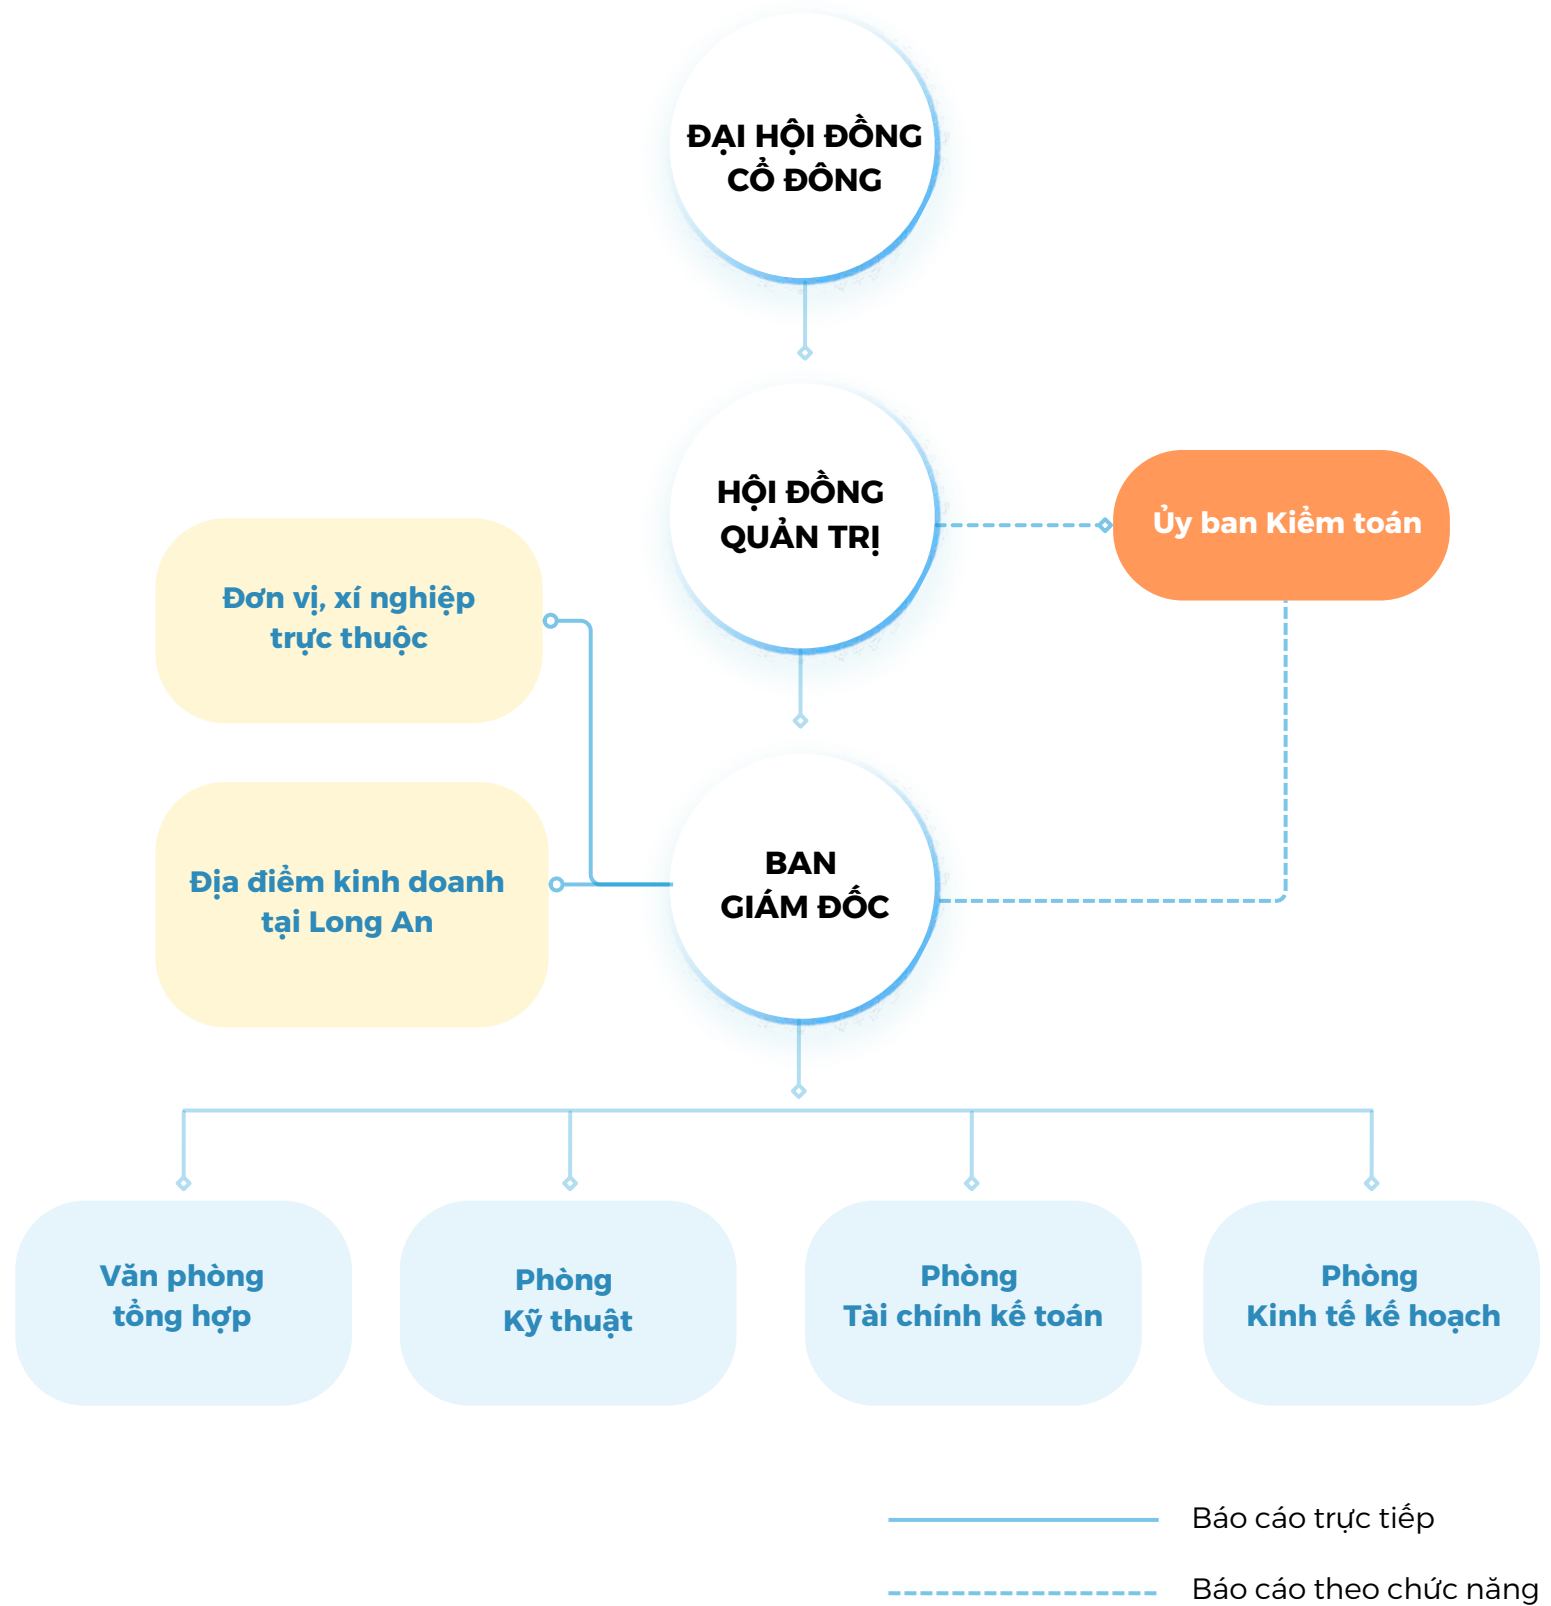 ĐẠI HỘI ĐỒNG
CỔ ĐÔNG
HỘI ĐỒNG
QUẢN TRỊ
Ủy ban Kiểm toán
Đơn vị, xí nghiệp
trực thuộc
Địa điểm kinh doanh
tại Long An
BAN
GIÁM ĐỐC
Văn phòng
tổng hợp
Phòng
Kỹ thuật
Phòng
Tài chính kế toán
Phòng
Kinh tế kế hoạch
Báo cáo trực tiếp
Báo cáo theo chức năng